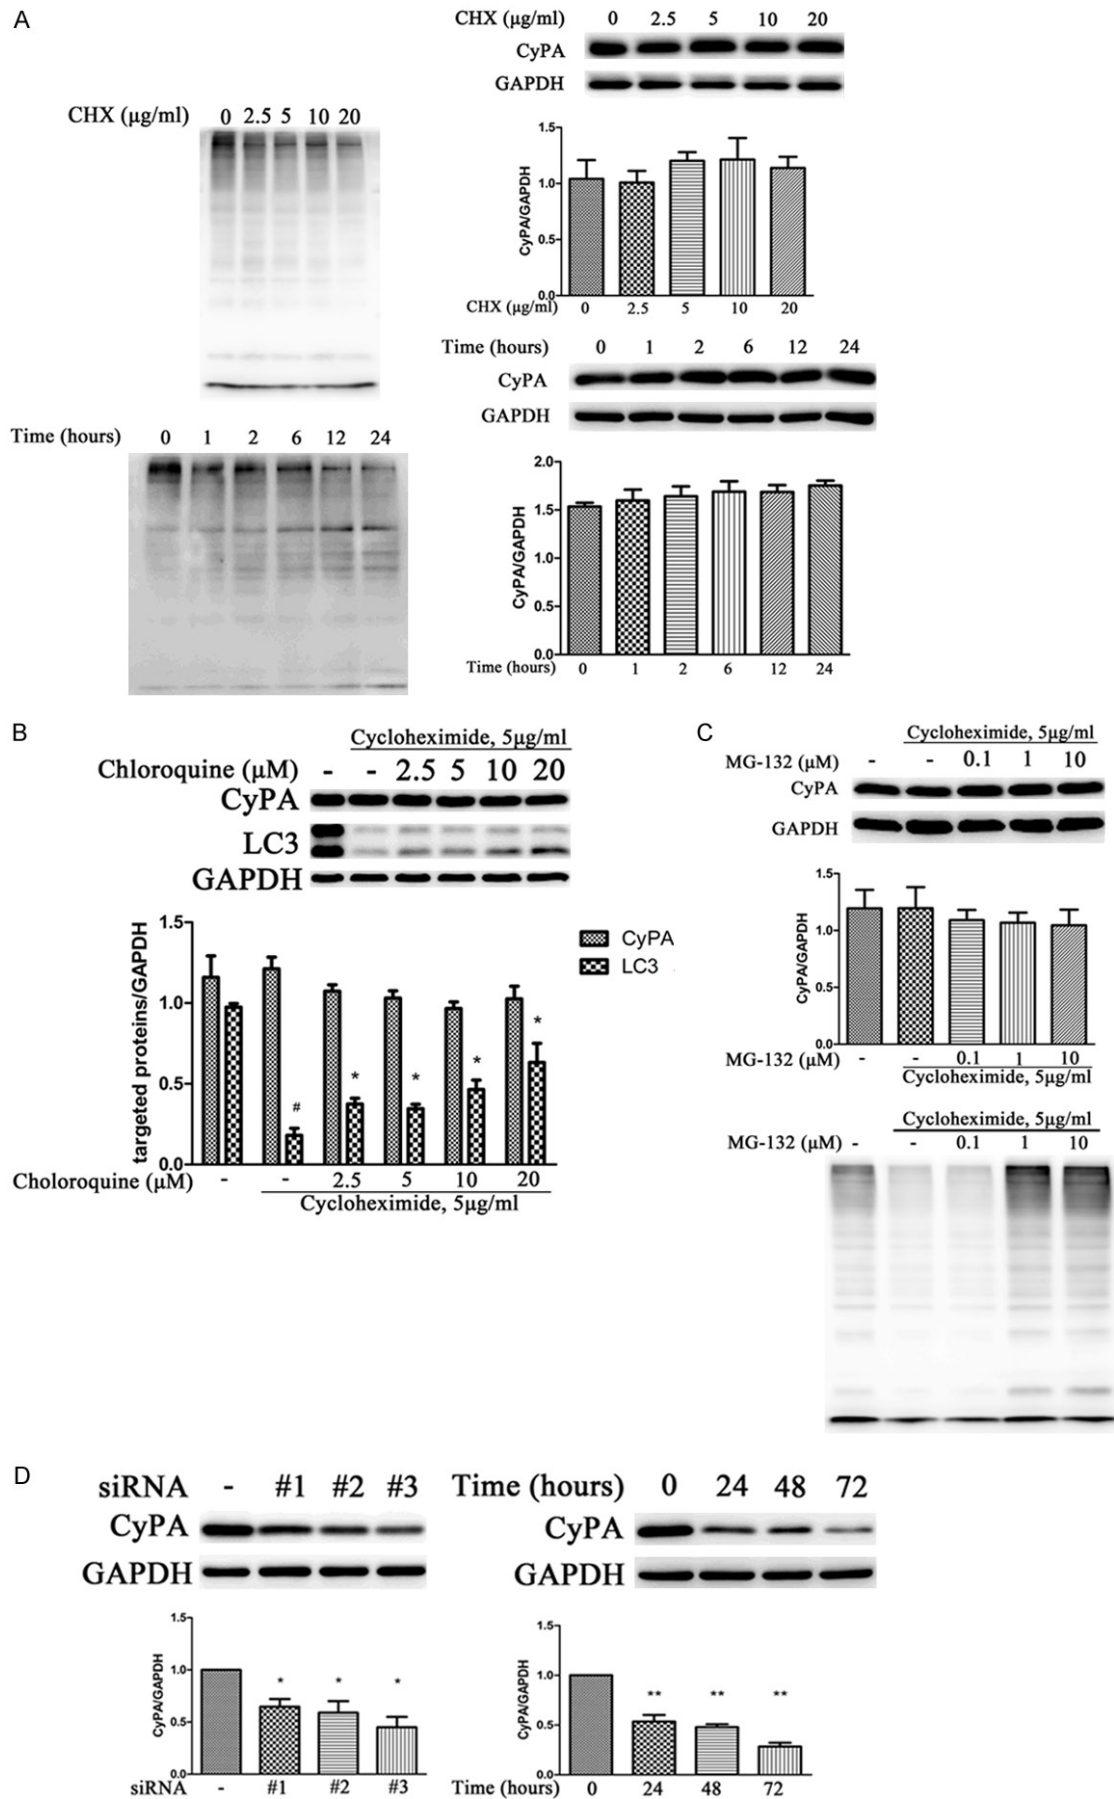 A
CHX (µg/ml) 0 2.5 5 10 20
CyPA
GAPDH
CHX (µg/ml) 0 2.5 5 10 20
1.5
1.0
0.5
0.0
CyPA/GAPDH
CHX (µg/ml) 0 2.5 5 10 20
Time (hours) 0 1 2 6 12 24
CyPA
GAPDH
Time (hours) 0 1 2 6 12 24
2.0
1.5
1.0
0.5
0.0
CyPA/GAPDH
Time (hours) 0 1 2 6 12 24
B
Cycloheximide, 5µg/ml
Chloroquine (µM) - - 2.5 5 10 20
CyPA
LC3
GAPDH
1.5
1.0
0.5
0.0
targeted proteins/GAPDH
CyPA
LC3
# * * * *
Choloroquine (µM) - - 2.5 5 10 20
Cycloheximide, 5µg/ml
C
Cycloheximide, 5µg/ml
MG-132 (µM) - - 0.1 1 10
CyPA
GAPDH
1.5
1.0
0.5
0.0
CyPA/GAPDH
MG-132 (µM) - - 0.1 1 10
Cycloheximide, 5µg/ml
Cycloheximide, 5µg/ml
MG-132 (µM) - - 0.1 1 10
D
siRNA - #1 #2 #3
CyPA
GAPDH
1.5
1.0
0.5
0.0
CyPA/GAPDH
* * *
siRNA - #1 #2 #3
Time (hours) 0 24 48 72
CyPA
GAPDH
1.5
1.0
0.5
0.0
CyPA/GAPDH
** ** **
Time (hours) 0 24 48 72